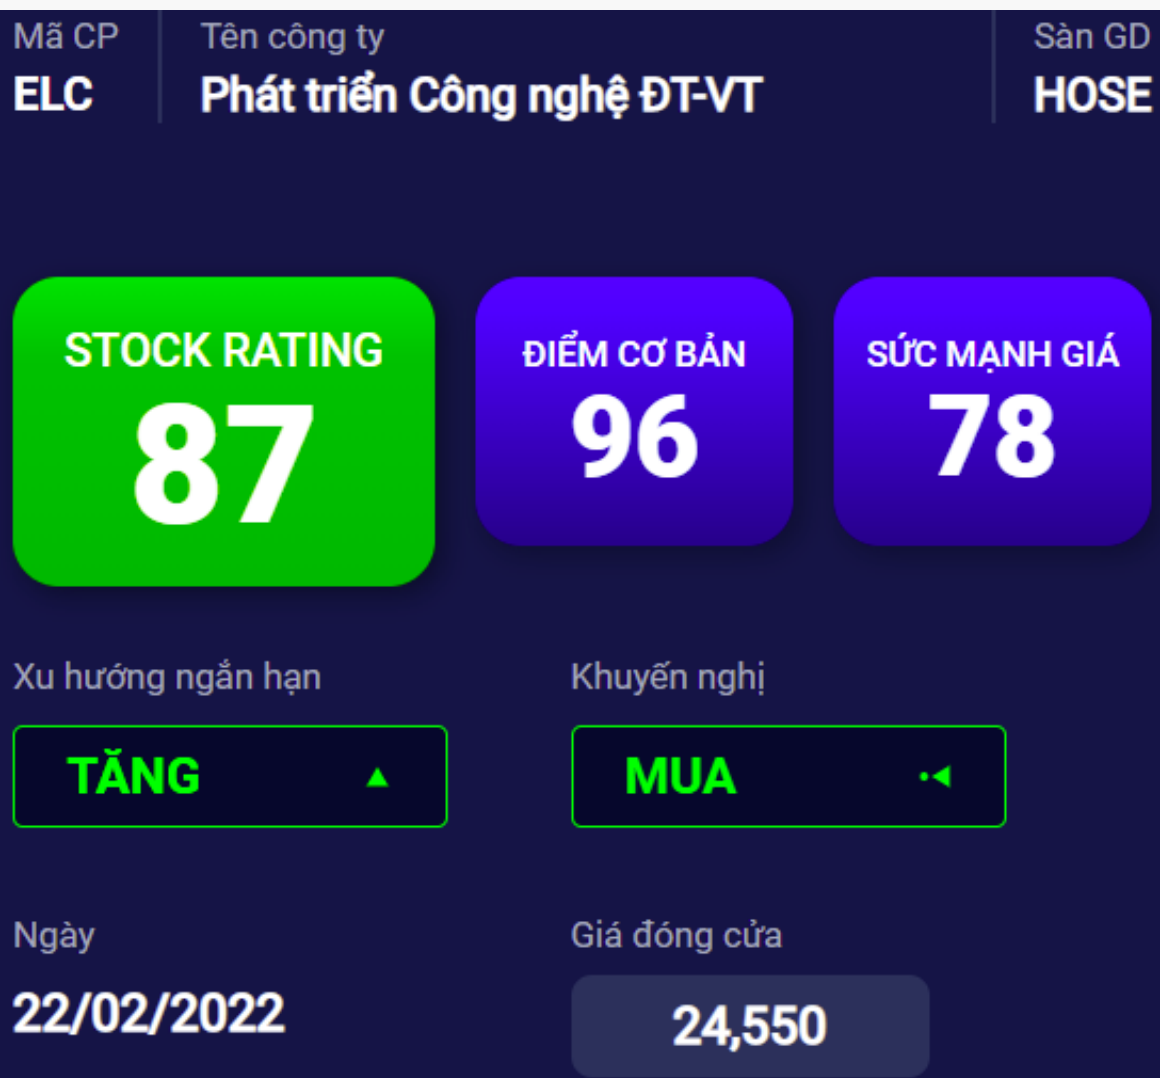 Mã CP
ELC
Tên công ty
Phát triển Công nghệ ĐT-VT
Sàn GD
HOSE
STOCK RATING
87
ĐIỂM CƠ BẢN
96
SỨC MẠNH GIÁ
78
Xu hướng ngắn hạn
TĂNG
Khuyến nghị
MUA
Ngày
22/02/2022
Giá đóng cửa
24,550